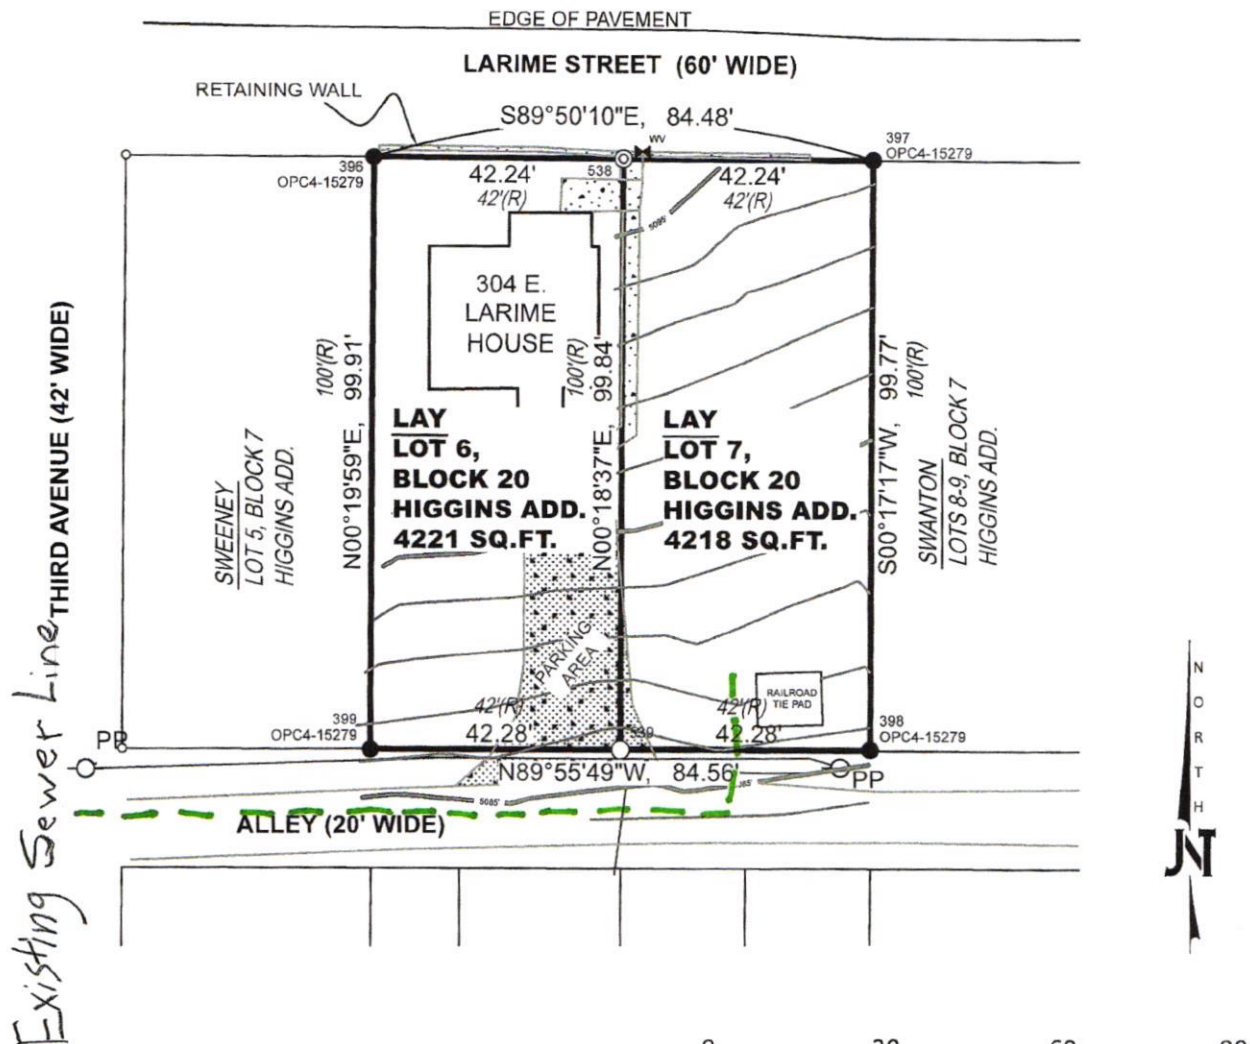 EDGE OF PAVEMENT
LARIME STREET (60' WIDE)
RETAINING WALL
S89°50'10"E, 84.48'
WV
396
OPC4-15279
397
OPC4-15279
42.24'
42'(R)
538
42.24'
42'(R)
5095'
304 E.
LARIME
HOUSE
100'(R)
N00°19'59"E, 99.91'
100'(R)
N00°18'37"E, 99.84'
S00°17'17"W, 99.77'
100'(R)
LAY
LOT 6,
BLOCK 20
HIGGINS ADD.
4221 SQ.FT.
LAY
LOT 7,
BLOCK 20
HIGGINS ADD.
4218 SQ.FT.
THIRD AVENUE (42' WIDE)
SWEENEY
LOT 5, BLOCK 7
HIGGINS ADD.
SWANTON
LOTS 8-9, BLOCK 7
HIGGINS ADD.
PARKING
AREA
RAILROAD
TIE PAD
42'(R)
42.28'
42'(R)
42.28'
399
OPC4-15279
539
398
OPC4-15279
PP
N89°55'49"W, 84.56'
PP
5085'
ALLEY (20' WIDE)
Existing Sewer Line
NORTH